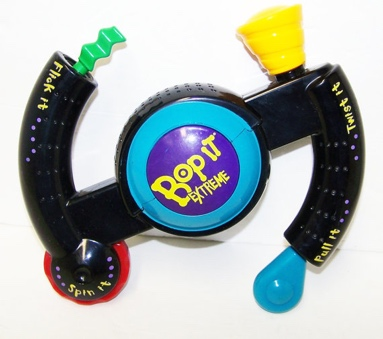 Flick it
Twist it
BOP IT
EXTREME
Pull it
Spin it